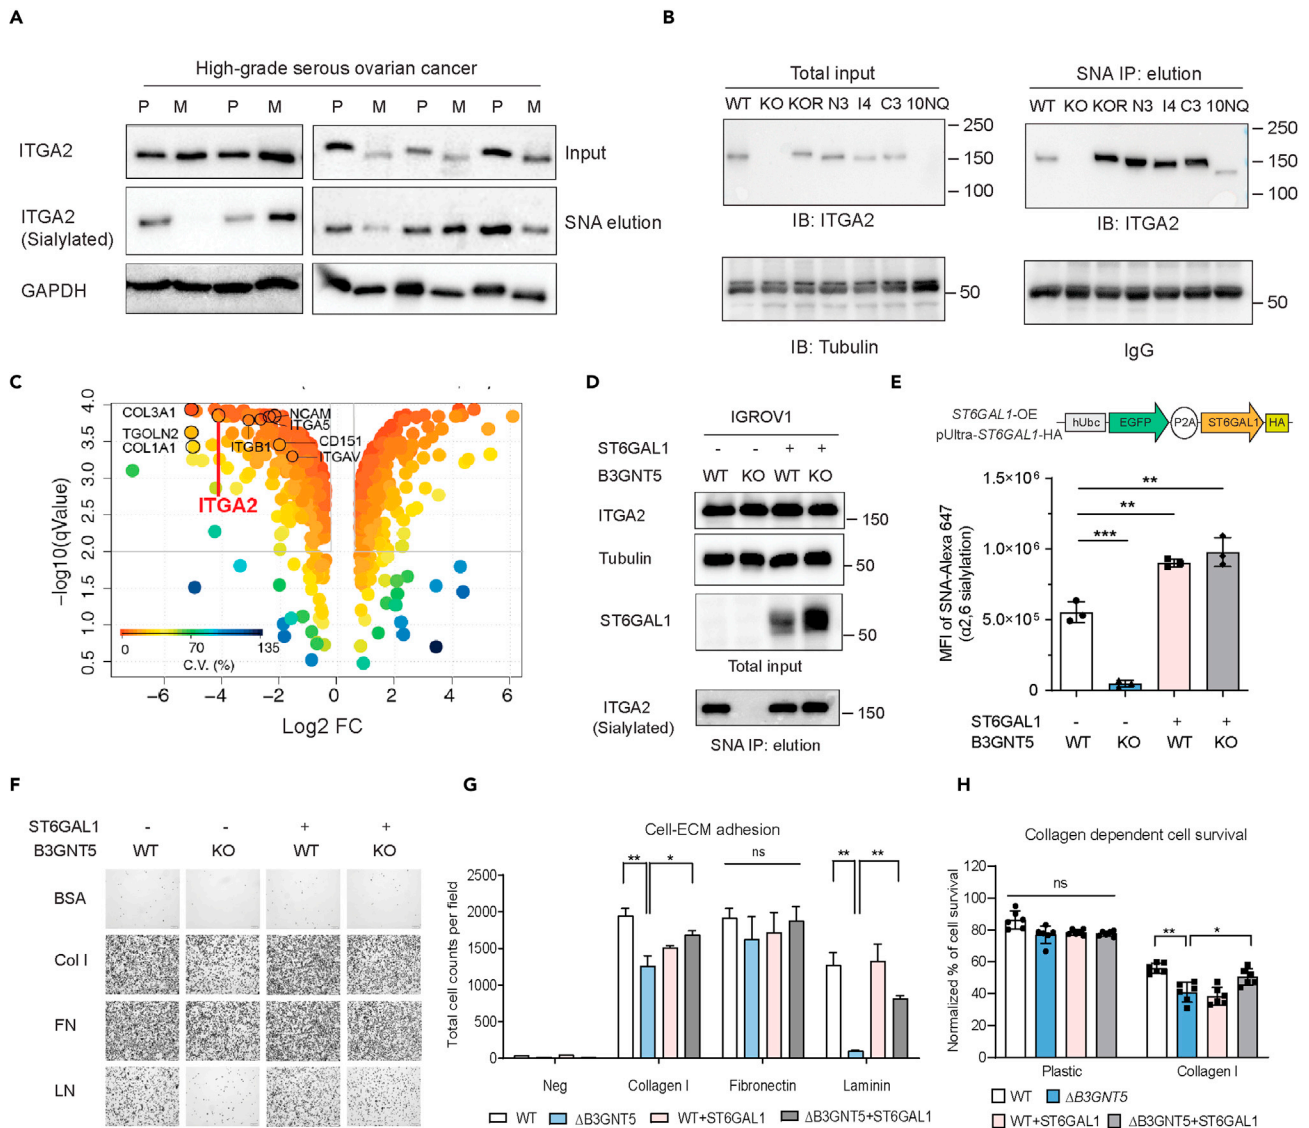 A
High-grade serous ovarian cancer
P M P M P M P M P M
ITGA2
Input
ITGA2
(Sialylated)
SNA elution
GAPDH
B
Total input
WT KO KOR N3 I4 C3 10NQ
250
150
100
IB: ITGA2
50
IB: Tubulin
SNA IP: elution
WT KO KOR N3 I4 C3 10NQ
250
150
100
IB: ITGA2
50
IgG
C
4.0
3.5
3.0
2.5
2.0
1.5
1.0
0.5
–log10(qValue)
COL3A1
TGOLN2
COL1A1
NCAM
ITGA5
ITGB1
CD151
ITGAV
ITGA2
0 70 135
C.V. (%)
−6 −4 −2 0 2 4 6
Log2 FC
D
IGROV1
ST6GAL1 - - + +
B3GNT5 WT KO WT KO
ITGA2
150
Tubulin
50
ST6GAL1
50
Total input
ITGA2
(Sialylated)
150
SNA IP: elution
E
ST6GAL1-OE
pUltra-ST6GAL1-HA
hUbc EGFP P2A ST6GAL1 HA
MFI of SNA-Alexa 647
(α2,6 sialylation)
1.5×10⁶
1.0×10⁶
5.0×10⁵
0
**
**
***
ST6GAL1 - - + +
B3GNT5 WT KO WT KO
F
ST6GAL1 - - + +
B3GNT5 WT KO WT KO
BSA
Col I
FN
LN
G
Cell-ECM adhesion
Total cell counts per field
2500
2000
1500
1000
500
0
** * ns ** **
Neg Collagen I Fibronectin Laminin
WT ΔB3GNT5 WT+ST6GAL1 ΔB3GNT5+ST6GAL1
H
Collagen dependent cell survival
Normalized % of cell survival
120
100
80
60
40
20
0
ns
** *
Plastic Collagen I
WT ΔB3GNT5
WT+ST6GAL1 ΔB3GNT5+ST6GAL1